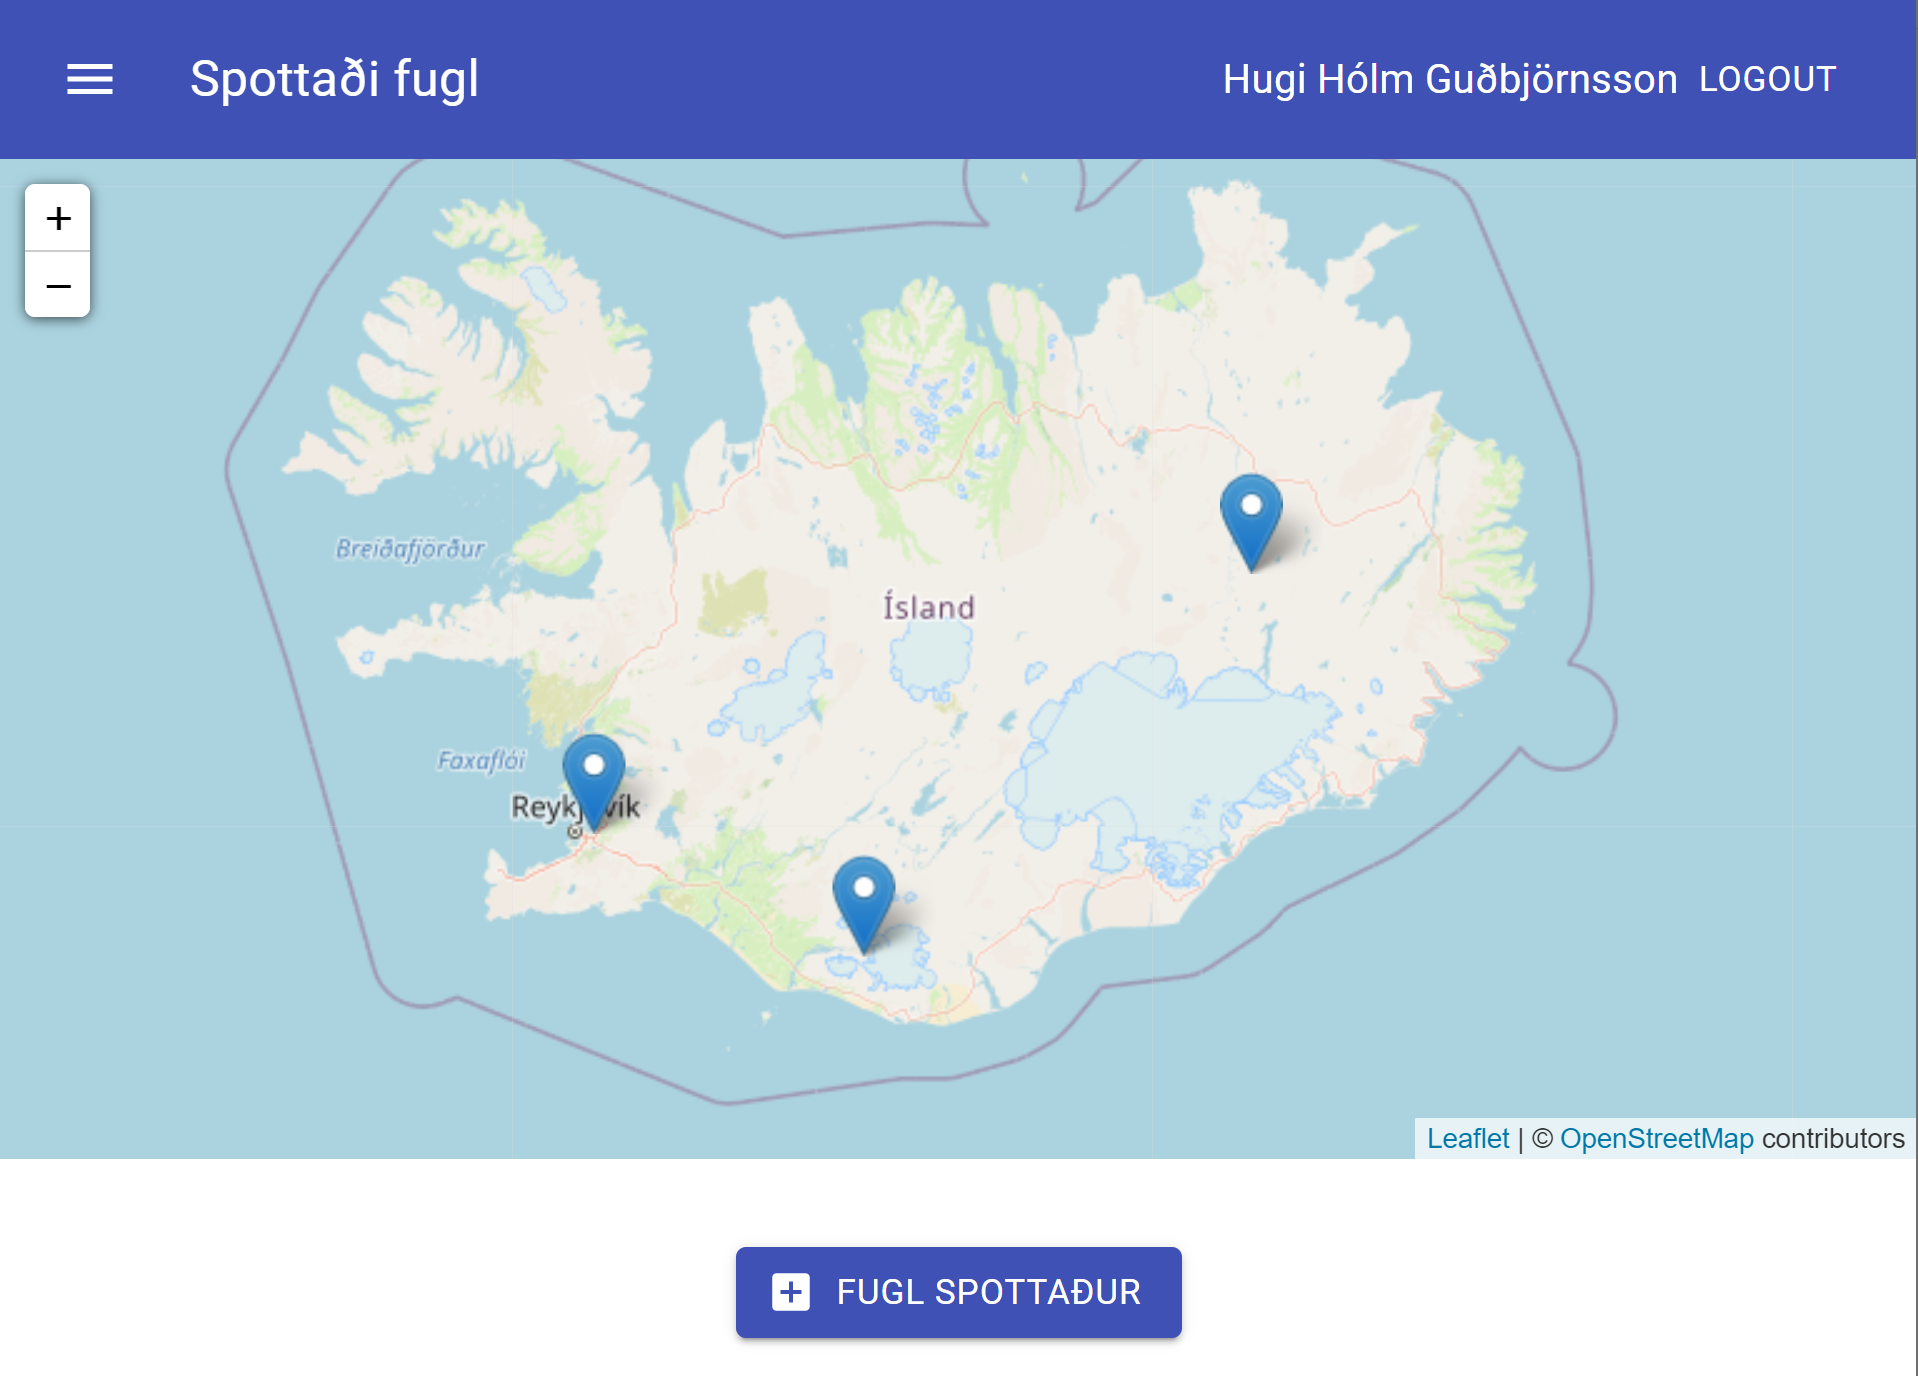 Spottaði fugl
Hugi Hólm Guðbjörnsson LOGOUT
+
−
Breiðafjörður
Ísland
Faxaflói
Reykjavík
Leaflet | © OpenStreetMap contributors
FUGL SPOTTAÐUR